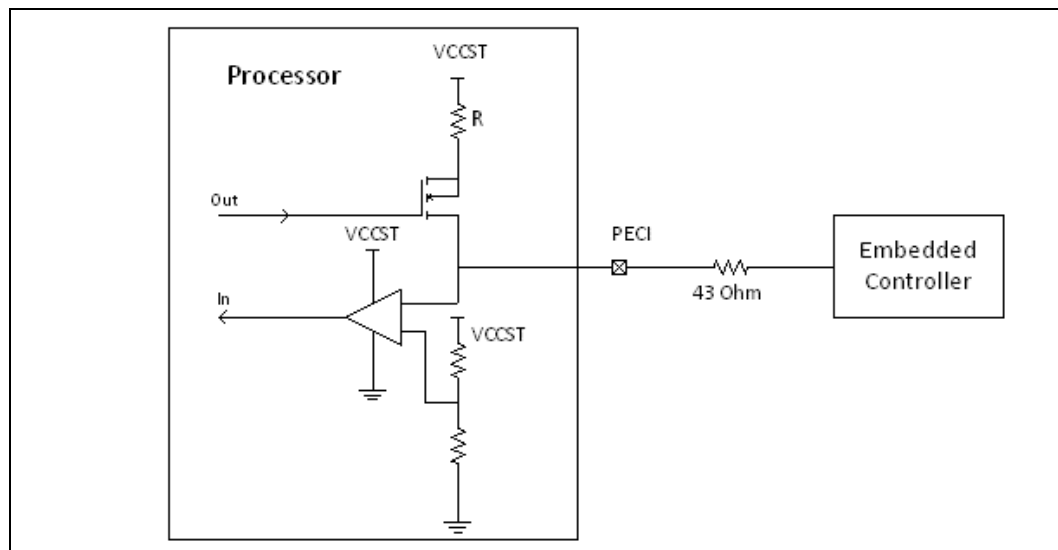 VCCST
Processor
R
Out
VCCST
PECI
Embedded
Controller
43 Ohm
In
VCCST